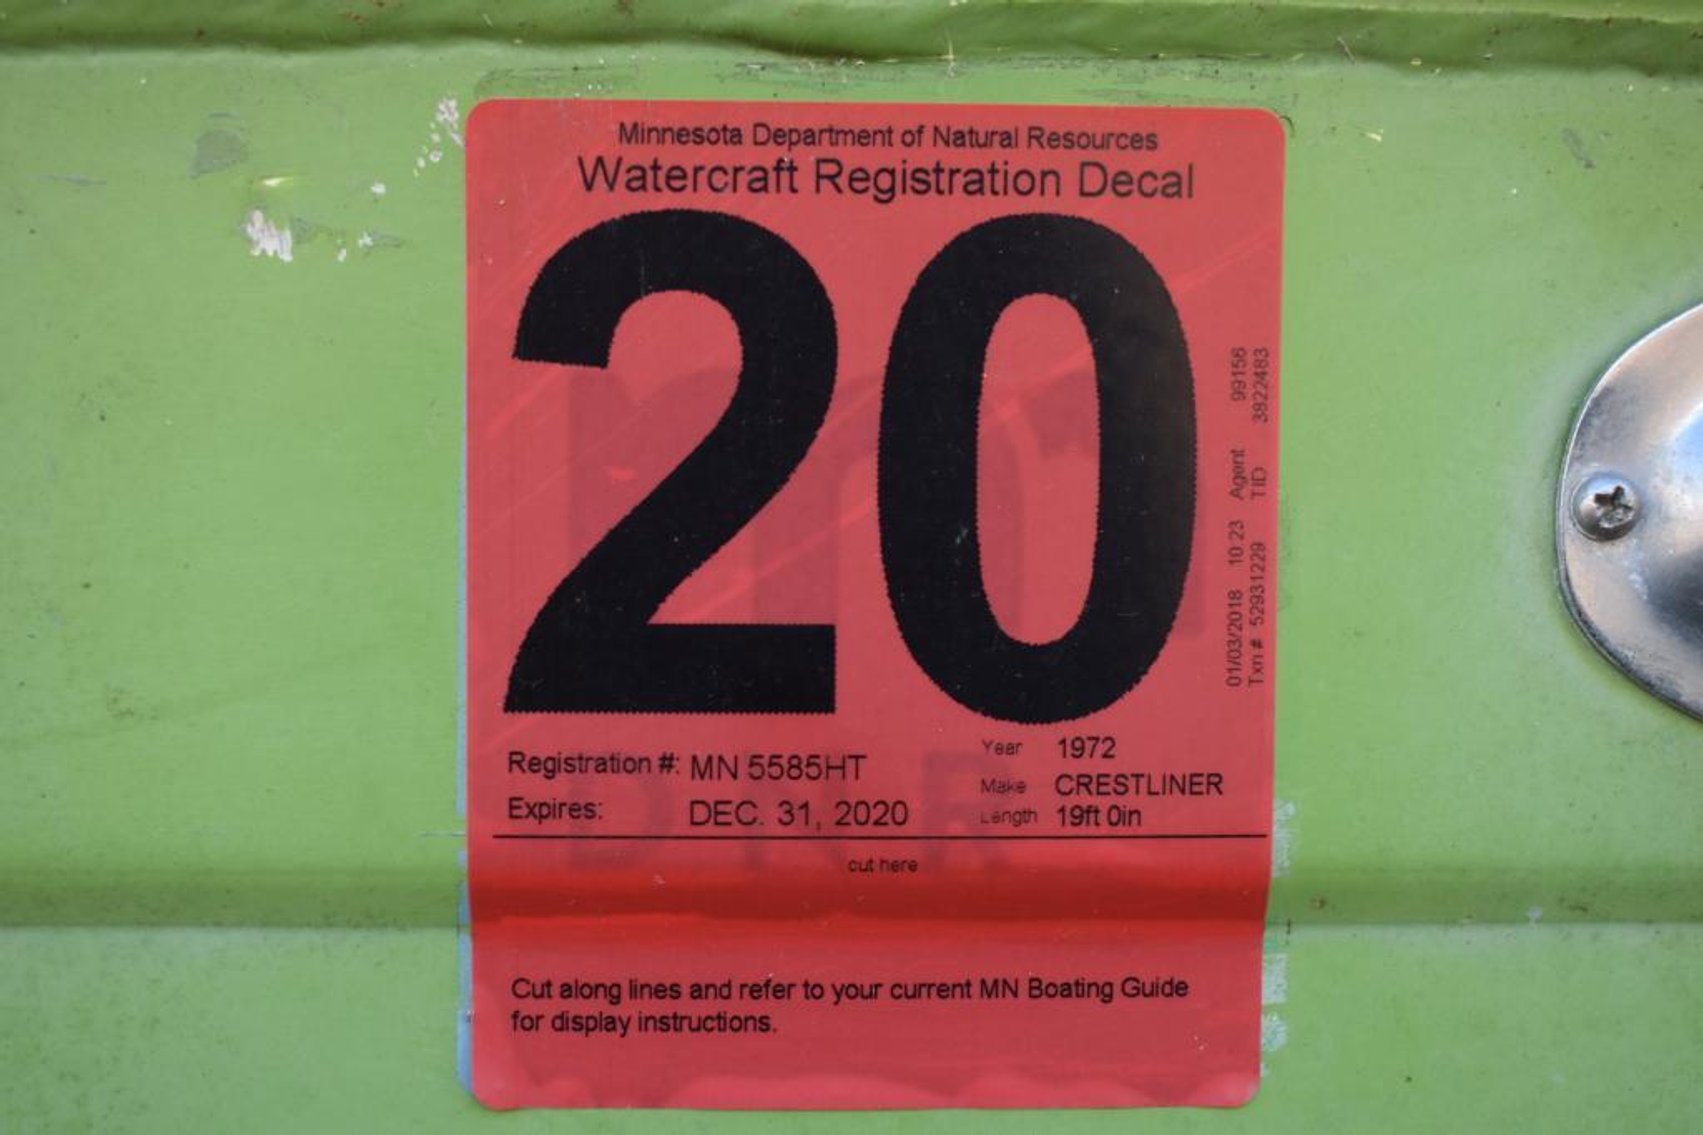 Minnesota Department of Natural Resources
Watercraft Registration Decal
20
01/03/2018 10 23 Agent 99156
Txn # 52931229 TID 3822483
Registration #: MN 5585HT
Expires: DEC. 31, 2020
Year 1972
Make CRESTLINER
Length 19ft 0in
cut here
Cut along lines and refer to your current MN Boating Guide
for display instructions.